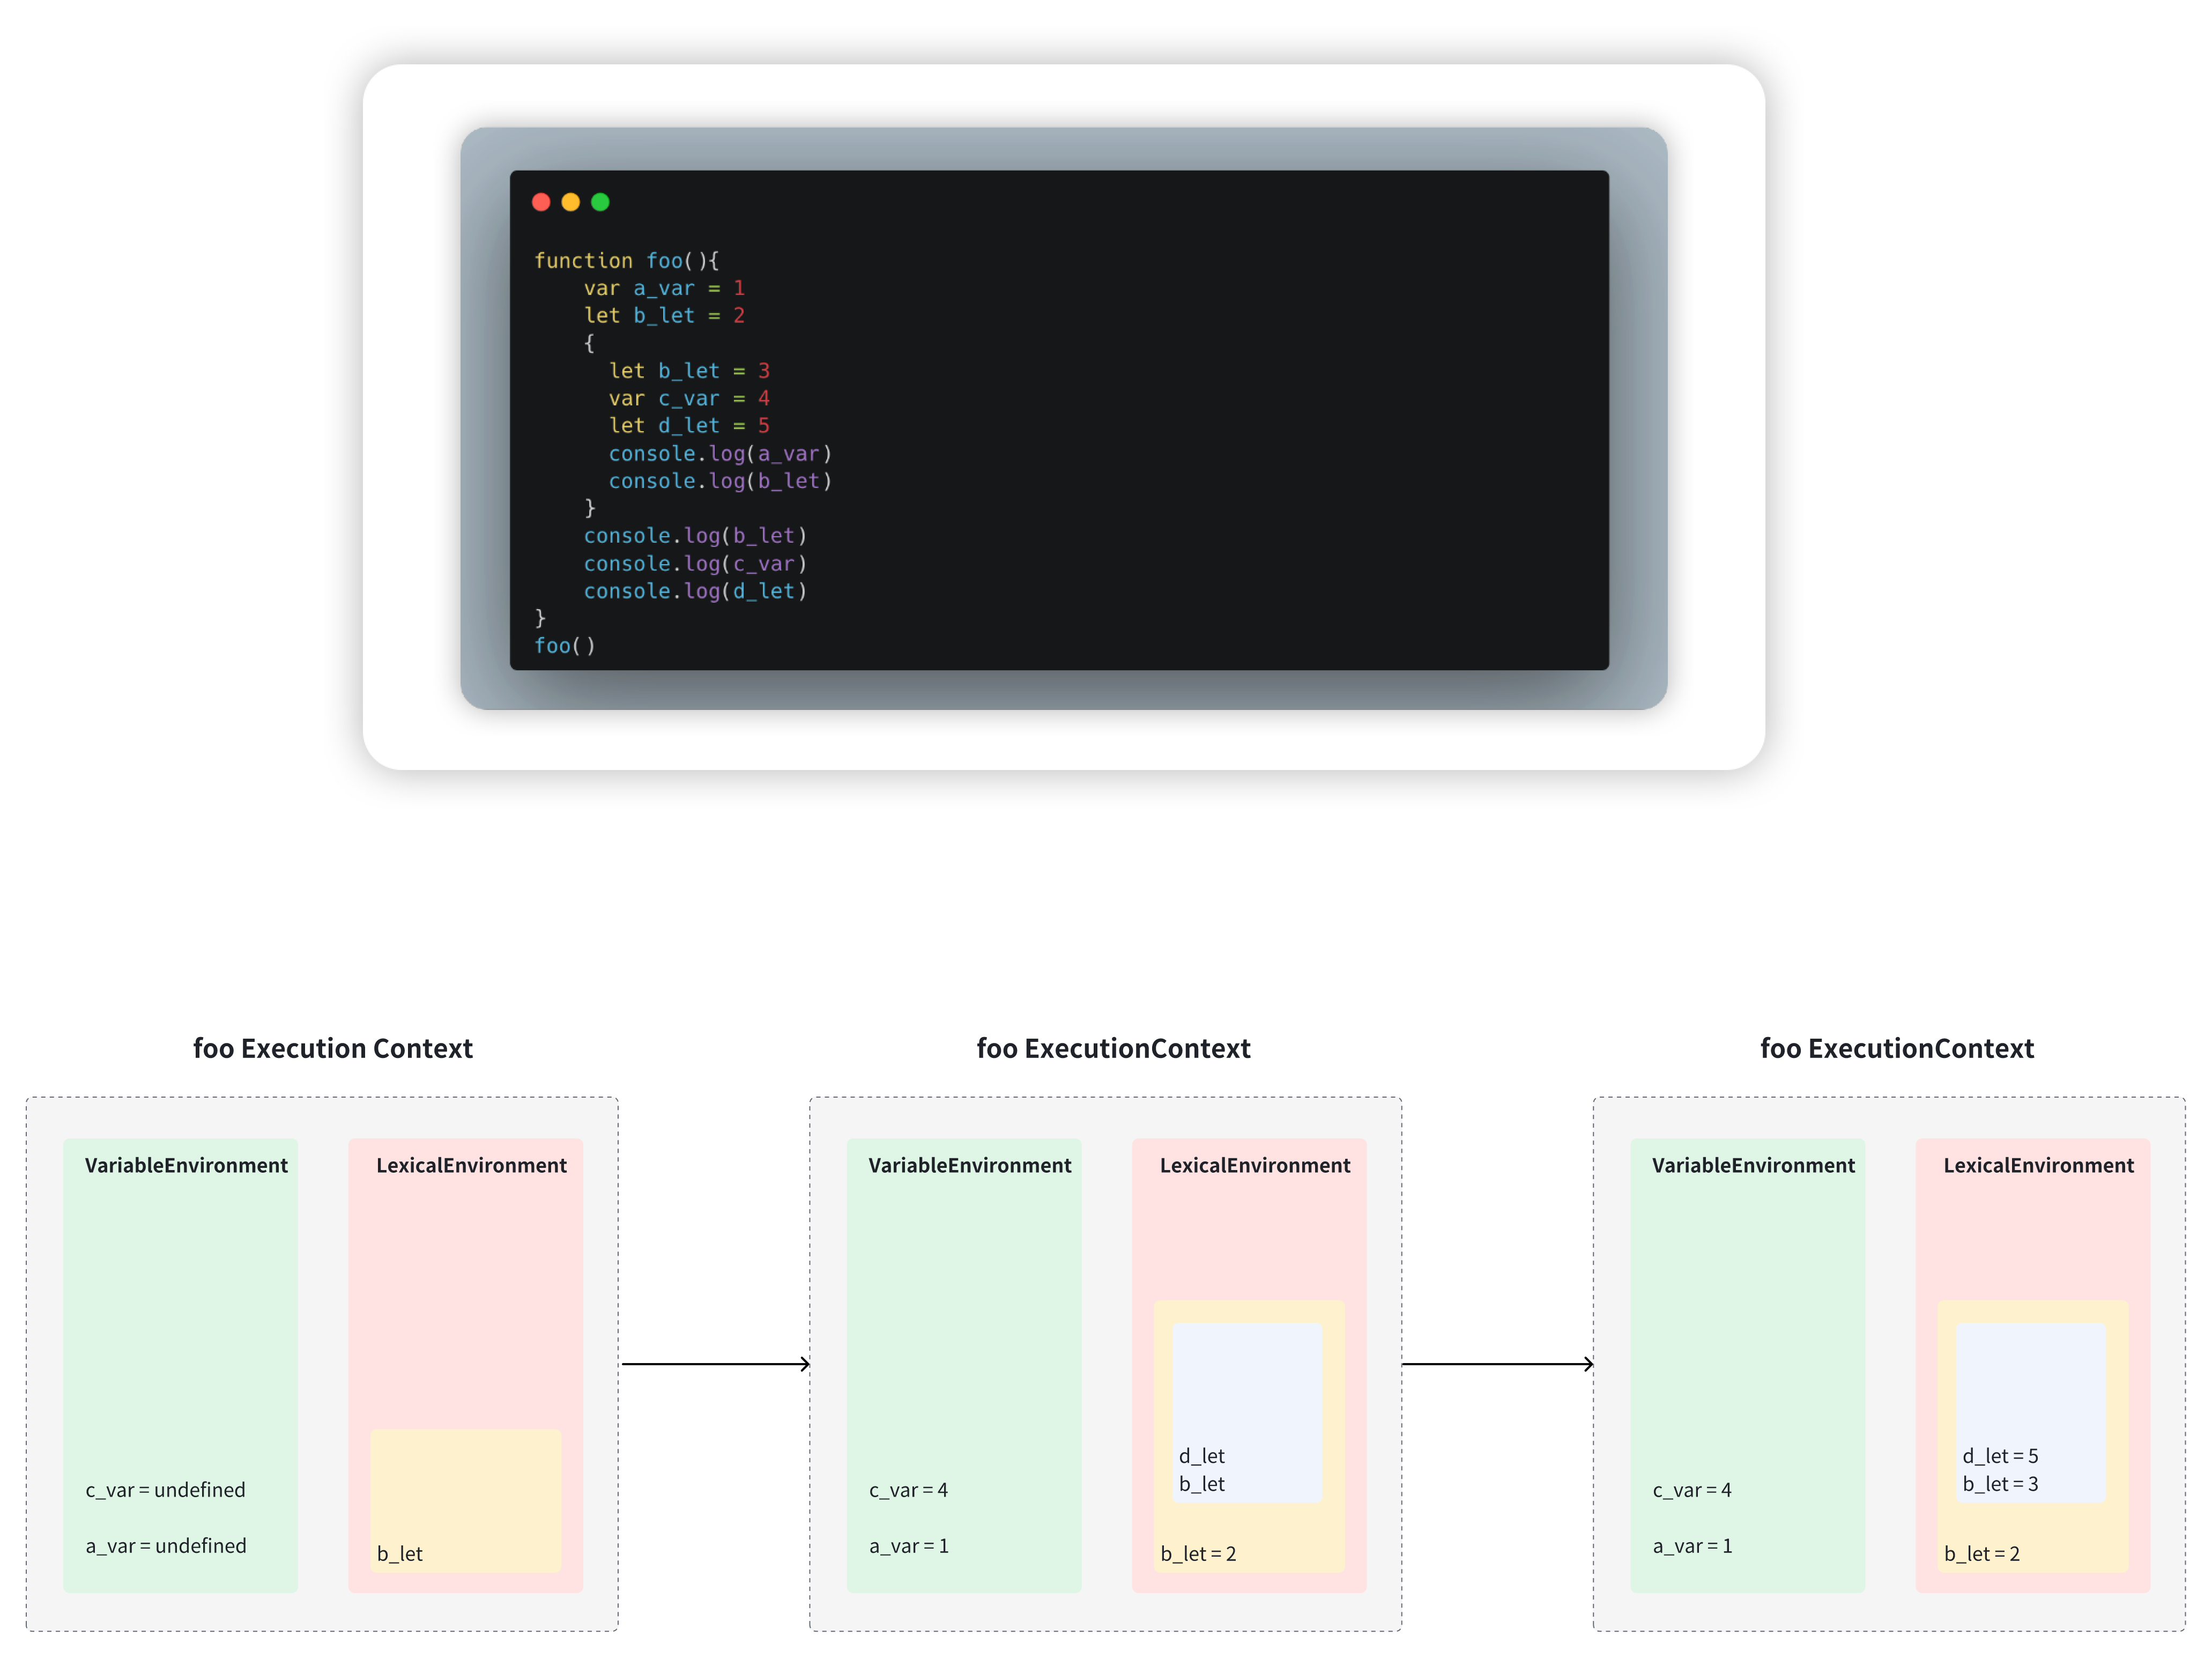 function foo(){
    var a_var = 1
    let b_let = 2
    {
      let b_let = 3
      var c_var = 4
      let d_let = 5
      console.log(a_var)
      console.log(b_let)
    }
    console.log(b_let)
    console.log(c_var)
    console.log(d_let)
}
foo()
foo Execution Context
VariableEnvironment
c_var = undefined
a_var = undefined
LexicalEnvironment
b_let
foo ExecutionContext
VariableEnvironment
c_var = 4
a_var = 1
LexicalEnvironment
d_let
b_let
b_let = 2
foo ExecutionContext
VariableEnvironment
c_var = 4
a_var = 1
LexicalEnvironment
d_let = 5
b_let = 3
b_let = 2